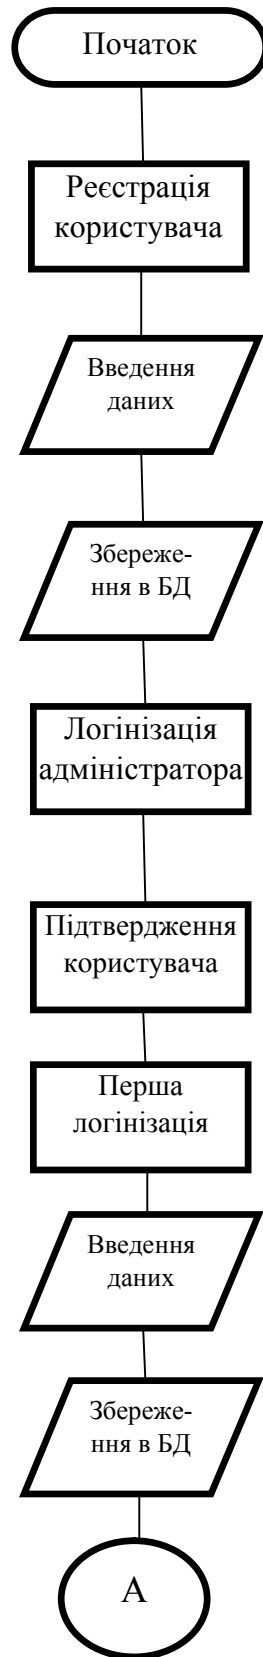 Початок
Реєстрація
користувача
Введення
даних
Збереже-
ння в БД
Логінізація
адміністратора
Підтвердження
користувача
Перша
логінізація
Введення
даних
Збереже-
ння в БД
А